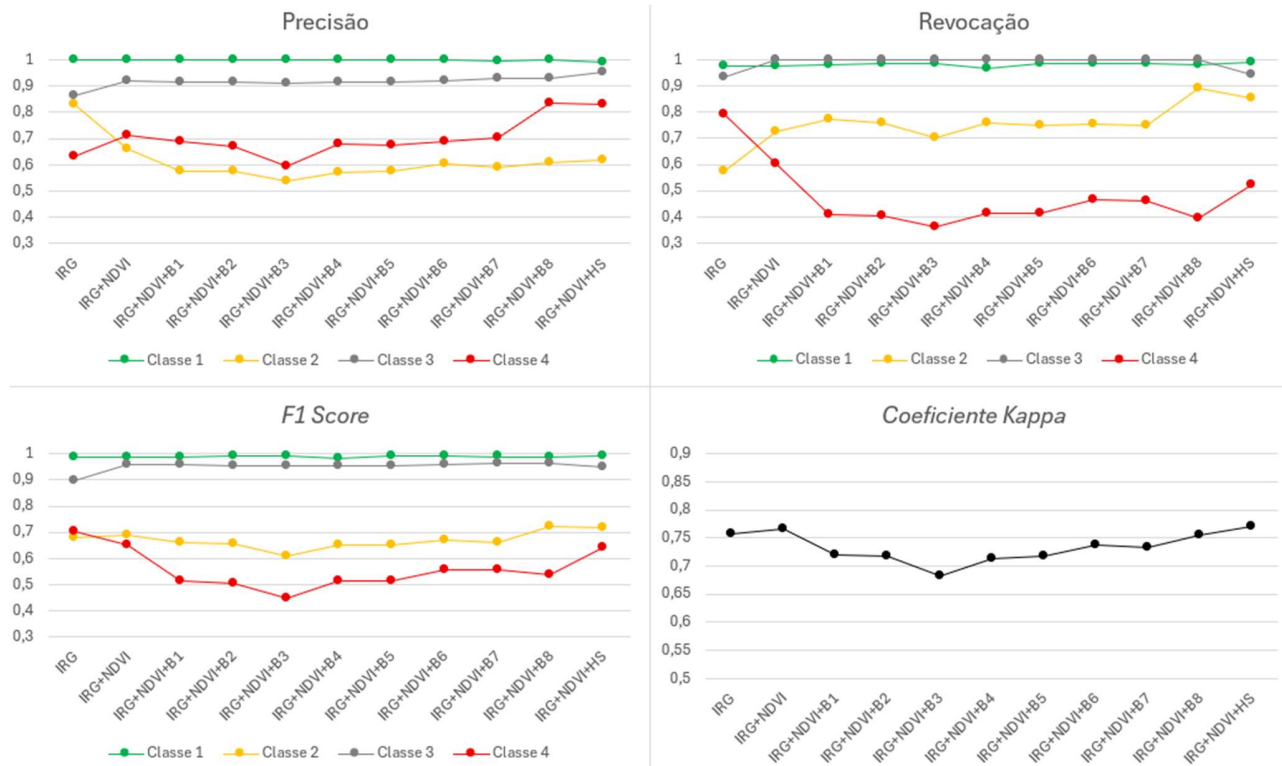 Precisão
1
0,9
0,8
0,7
0,6
0,5
0,4
0,3
IRG
IRG+NDVI
IRG+NDVI+B1
IRG+NDVI+B2
IRG+NDVI+B3
IRG+NDVI+B4
IRG+NDVI+B5
IRG+NDVI+B6
IRG+NDVI+B7
IRG+NDVI+B8
IRG+NDVI+HS
Classe 1 Classe 2 Classe 3 Classe 4
Revocação
1
0,9
0,8
0,7
0,6
0,5
0,4
0,3
IRG
IRG+NDVI
IRG+NDVI+B1
IRG+NDVI+B2
IRG+NDVI+B3
IRG+NDVI+B4
IRG+NDVI+B5
IRG+NDVI+B6
IRG+NDVI+B7
IRG+NDVI+B8
IRG+NDVI+HS
Classe 1 Classe 2 Classe 3 Classe 4
F1 Score
1
0,9
0,8
0,7
0,6
0,5
0,4
0,3
IRG
IRG+NDVI
IRG+NDVI+B1
IRG+NDVI+B2
IRG+NDVI+B3
IRG+NDVI+B4
IRG+NDVI+B5
IRG+NDVI+B6
IRG+NDVI+B7
IRG+NDVI+B8
IRG+NDVI+HS
Classe 1 Classe 2 Classe 3 Classe 4
Coeficiente Kappa
0,9
0,85
0,8
0,75
0,7
0,65
0,6
0,55
0,5
IRG
IRG+NDVI
IRG+NDVI+B1
IRG+NDVI+B2
IRG+NDVI+B3
IRG+NDVI+B4
IRG+NDVI+B5
IRG+NDVI+B6
IRG+NDVI+B7
IRG+NDVI+B8
IRG+NDVI+HS